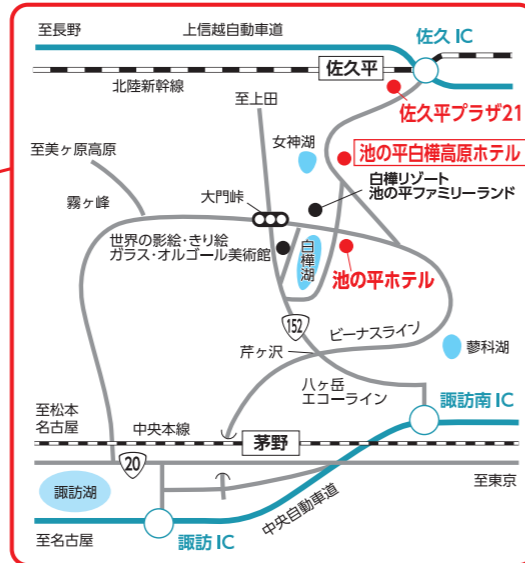 至長野
上信越自動車道
佐久 IC
佐久平
北陸新幹線
佐久平プラザ21
至上田
女神湖
池の平白樺高原ホテル
至美ヶ原高原
白樺リゾート
池の平ファミリーランド
大門峠
霧ヶ峰
世界の影絵・きり絵
ガラス・オルゴール美術館
白樺湖
池の平ホテル
152
ビーナスライン
芹ヶ沢
蓼科湖
八ヶ岳
エコーライン
諏訪南 IC
至松本
名古屋
中央本線
茅野
20
至東京
諏訪湖
中央自動車道
至名古屋
諏訪 IC